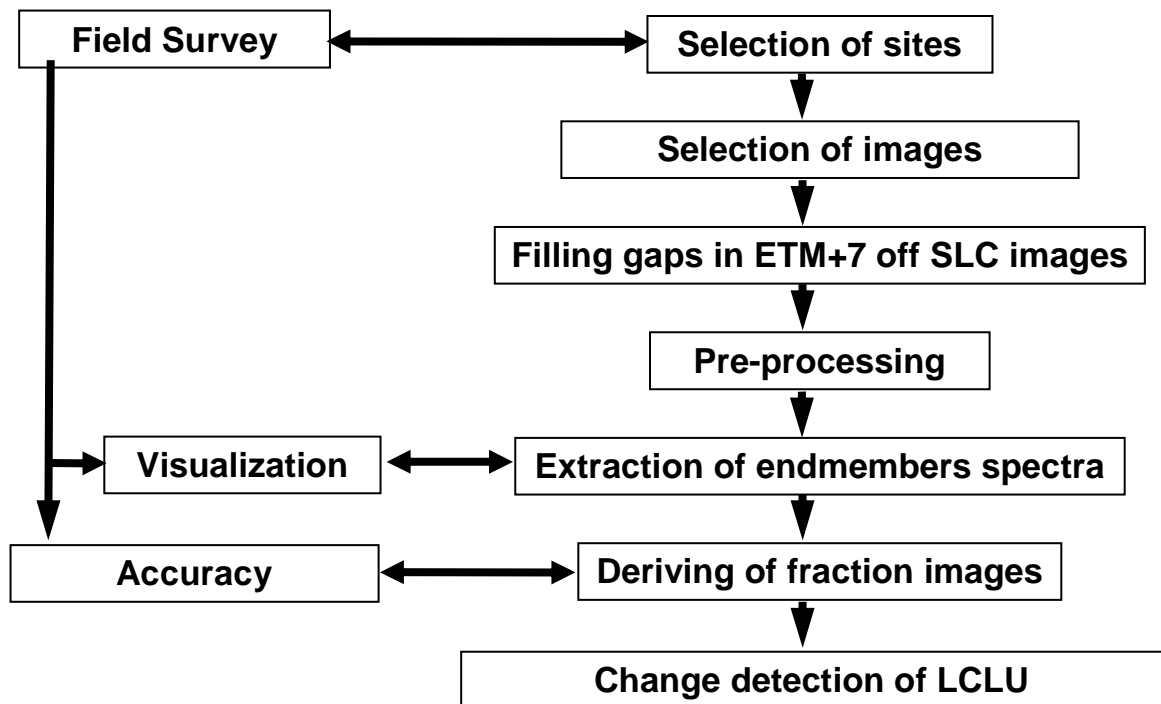 Field Survey
Selection of sites
Selection of images
Filling gaps in ETM+7 off SLC images
Pre-processing
Visualization
Extraction of endmembers spectra
Accuracy
Deriving of fraction images
Change detection of LCLU